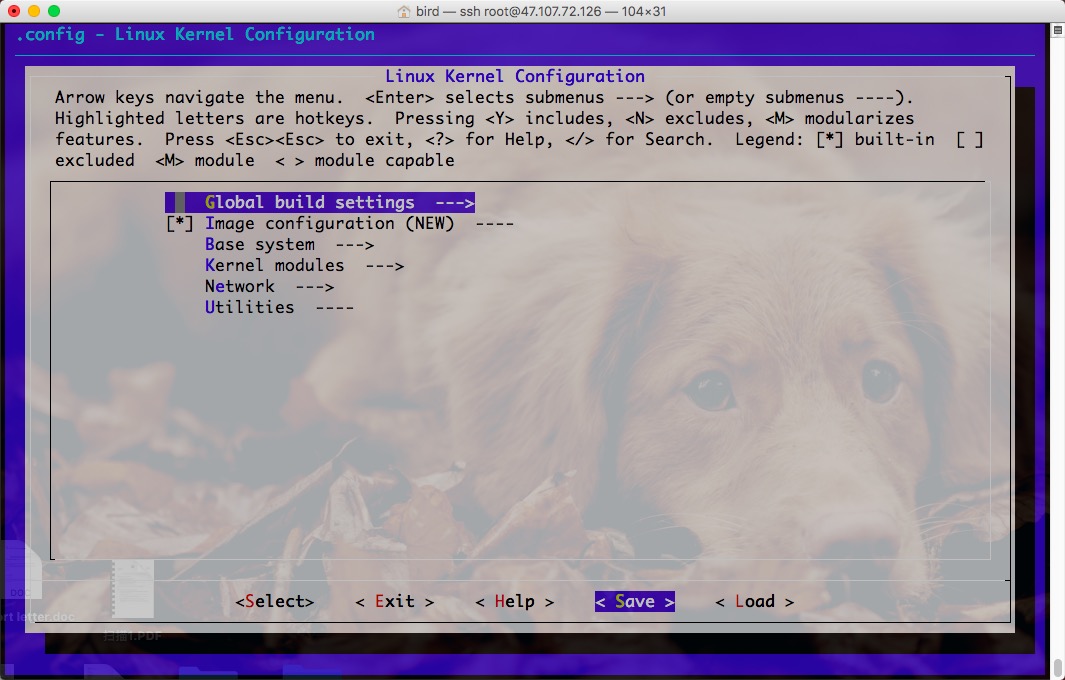 bird — ssh root@47.107.72.126 — 104×31
.config - Linux Kernel Configuration
Linux Kernel Configuration
Arrow keys navigate the menu.  <Enter> selects submenus ---> (or empty submenus ----).
Highlighted letters are hotkeys.  Pressing <Y> includes, <N> excludes, <M> modularizes
features.  Press <Esc><Esc> to exit, <?> for Help, </> for Search.  Legend: [*] built-in  [ ]
excluded  <M> module  < > module capable
Global build settings  --->
[*] Image configuration (NEW)  ----
Base system  --->
Kernel modules  --->
Network  --->
Utilities  ----
<Select>    < Exit >    < Help >    < Save >    < Load >
DOC
rt letter.doc
扫描1.PDF